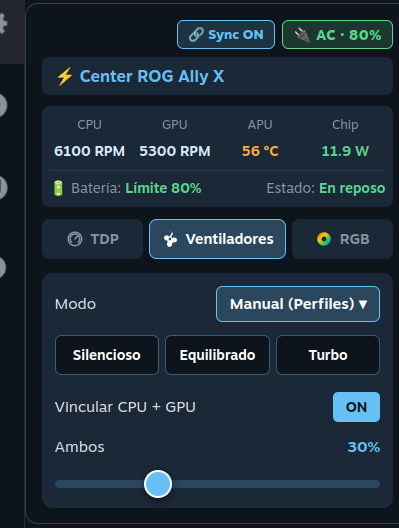 🔗 Sync ON 🔌 AC · 80%
⚡ Center ROG Ally X
CPU GPU APU Chip
6100 RPM 5300 RPM 56 °C 11.9 W
🔋 Batería: Límite 80% Estado: En reposo
TDP Ventiladores RGB
Modo Manual (Perfiles) ▾
Silencioso Equilibrado Turbo
Vincular CPU + GPU ON
Ambos 30%